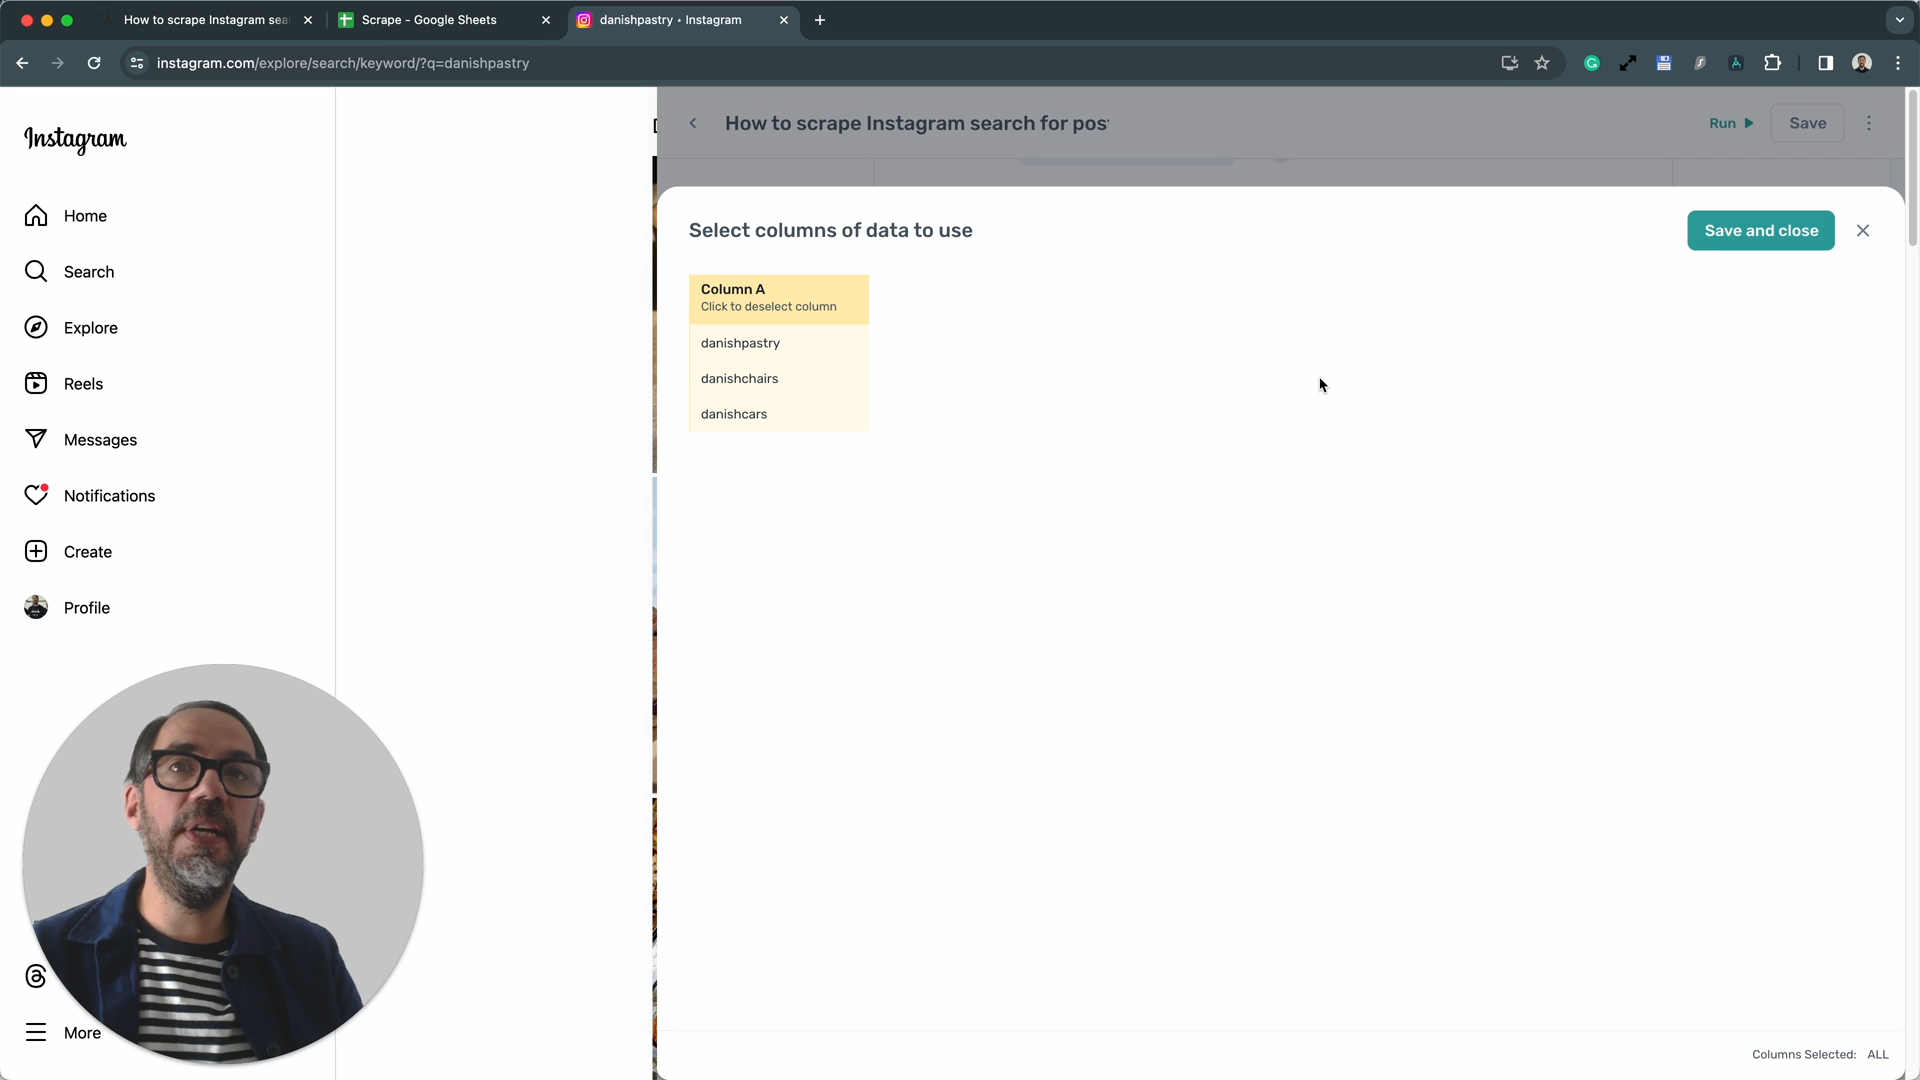 How to scrape Instagram sea
Scrape - Google Sheets
danishpastry • Instagram
instagram.com/explore/search/keyword/?q=danishpastry
Instagram
Home
Search
Explore
Reels
Messages
Notifications
Create
Profile
More
How to scrape Instagram search for pos
Run
Save
Select columns of data to use
Save and close
Column A
Click to deselect column
danishpastry
danishchairs
danishcars
Columns Selected: ALL